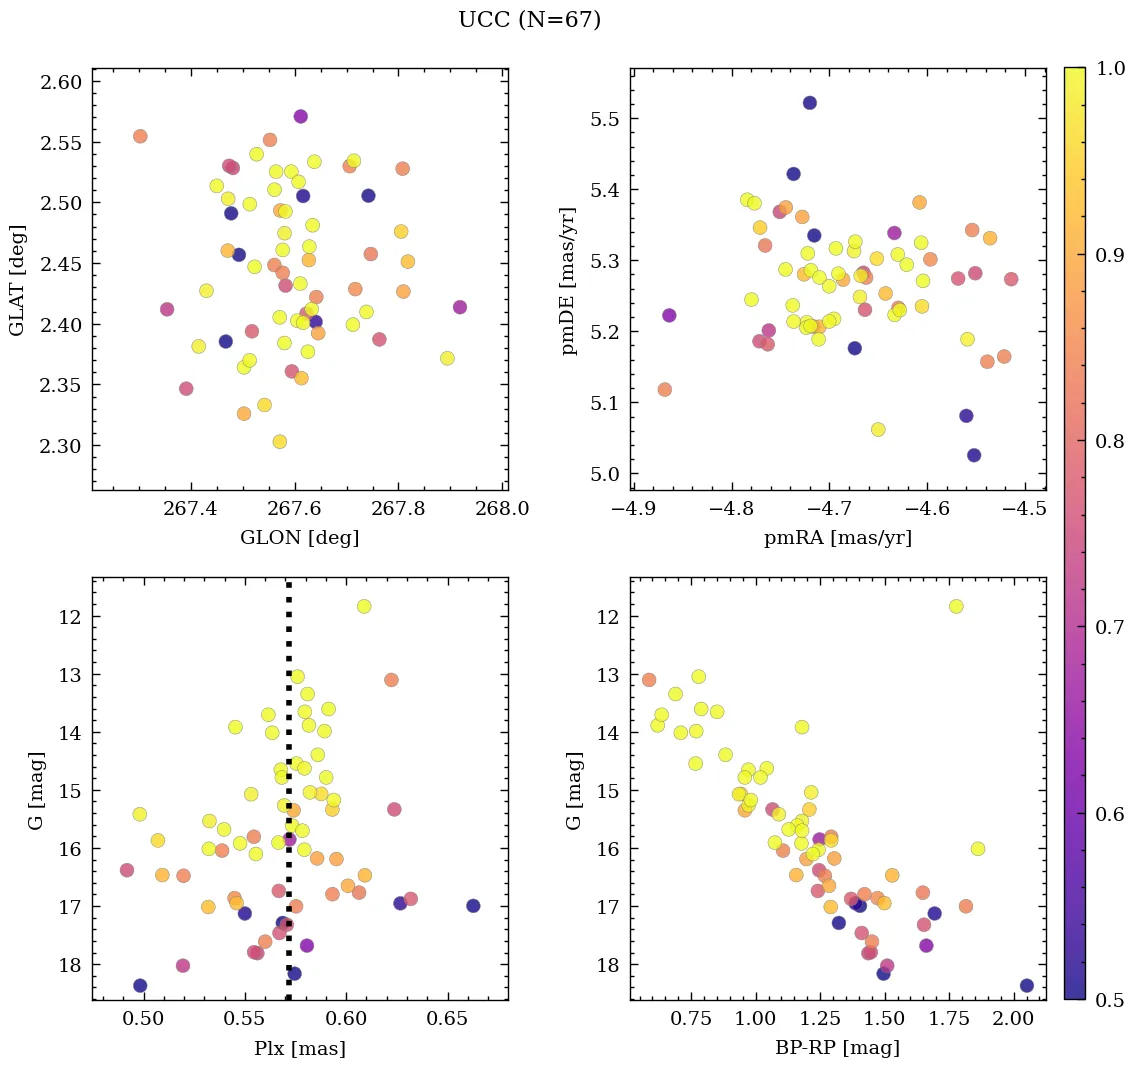 UCC (N=67)
2.60
2.55
2.50
2.45
2.40
2.35
2.30
GLAT [deg]
267.4 267.6 267.8 268.0
GLON [deg]
5.5
5.4
5.3
5.2
5.1
5.0
pmDE [mas/yr]
−4.9 −4.8 −4.7 −4.6 −4.5
pmRA [mas/yr]
12
13
14
15
16
17
18
G [mag]
0.50 0.55 0.60 0.65
Plx [mas]
12
13
14
15
16
17
18
G [mag]
0.75 1.00 1.25 1.50 1.75 2.00
BP-RP [mag]
1.0
0.9
0.8
0.7
0.6
0.5